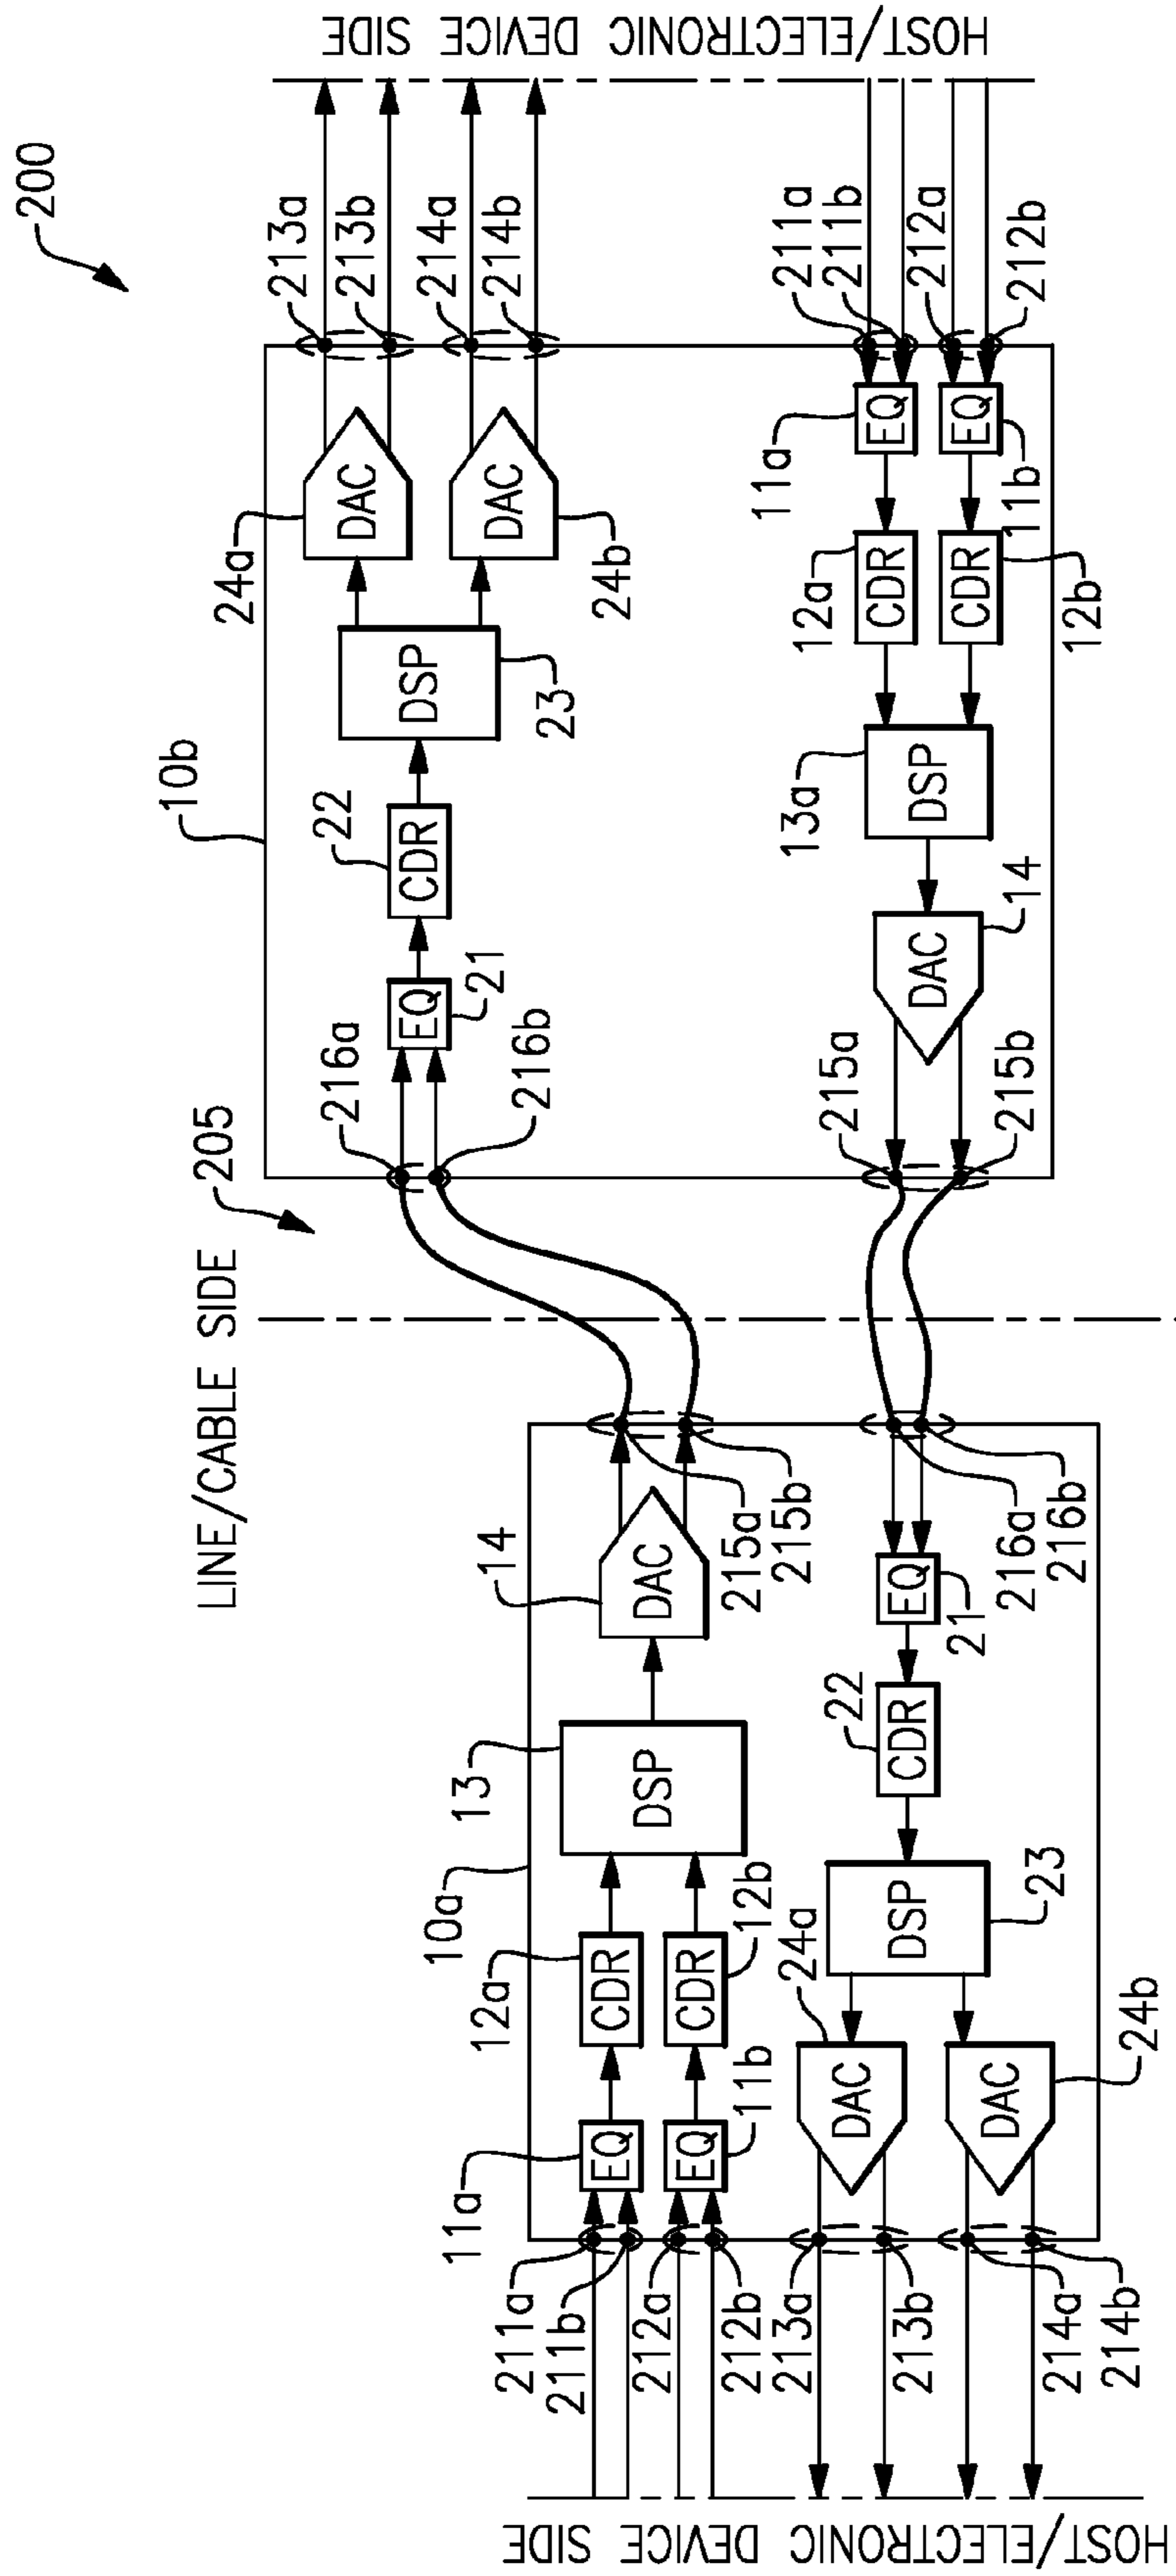 200
HOST/ELECTRONIC DEVICE SIDE
LINE/CABLE SIDE
205
10a
211a
211b
212a
212b
11a
EQ
EQ
11b
12a
CDR
CDR
12b
13
DSP
14
DAC
215a
215b
213a
213b
214a
214b
24a
DAC
DAC
24b
DSP
23
22
CDR
EQ
21
216a
216b
10b
216a
216b
EQ
21
22
CDR
DSP
23
24a
DAC
DAC
24b
213a
213b
214a
214b
215a
215b
DAC
14
13a
DSP
12a
CDR
CDR
12b
11a
EQ
EQ
11b
211a
211b
212a
212b
HOST/ELECTRONIC DEVICE SIDE